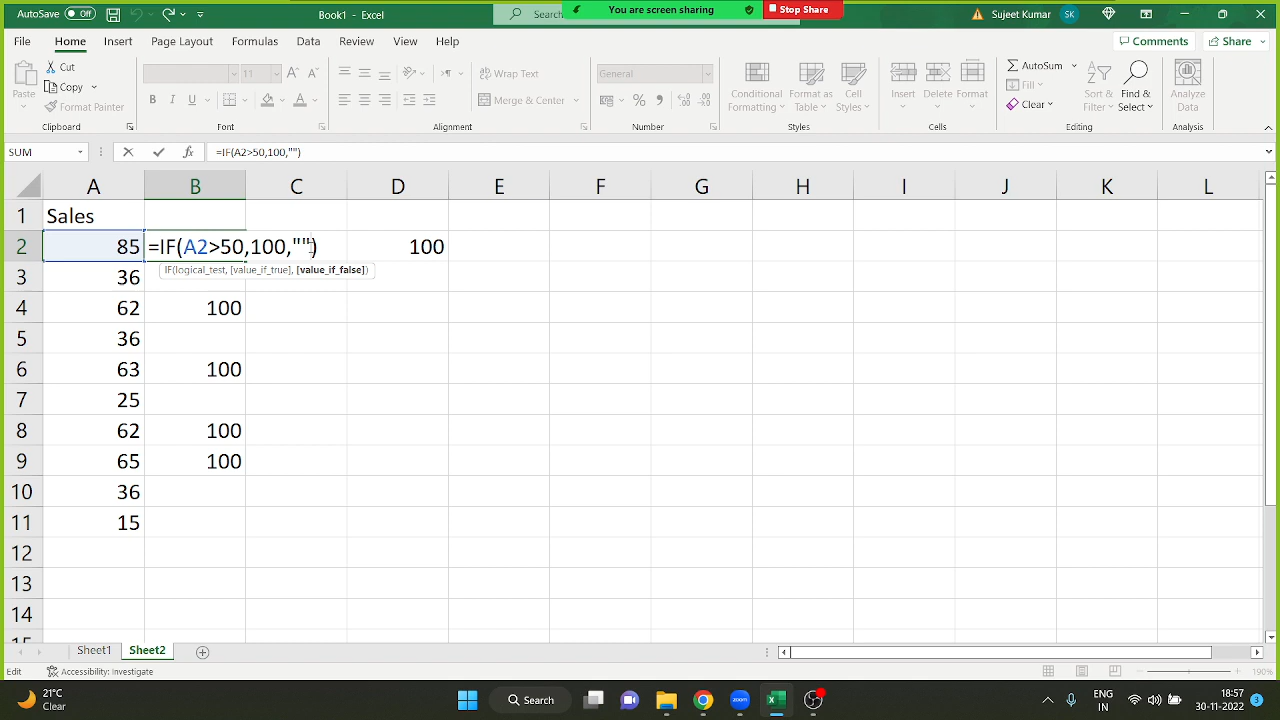 AutoSave Off Book1 - Excel Search You are screen sharing Stop Share Sujeet Kumar SK
File Home Insert Page Layout Formulas Data Review View Help Comments Share
Paste Cut Copy Format Painter
11 Wrap Text Merge & Center
General
Conditional Formatting Format as Table Cell Styles
Insert Delete Format
AutoSum Fill Clear Sort & Filter Find & Select Analyze Data
Clipboard Font Alignment Number Styles Cells Editing Analysis
SUM =IF(A2>50,100,"")
A B C D E F G H I J K L
1 Sales
2 85 =IF(A2>50,100,"") 100
IF(logical_test, [value_if_true], [value_if_false])
3 36
4 62 100
5 36
6 63 100
7 25
8 62 100
9 65 100
10 36
11 15
12
13
14
15
Sheet1 Sheet2
Edit Accessibility: Investigate 190%
21°C
Clear
Search
ENG
IN
18:57
30-11-2022
3